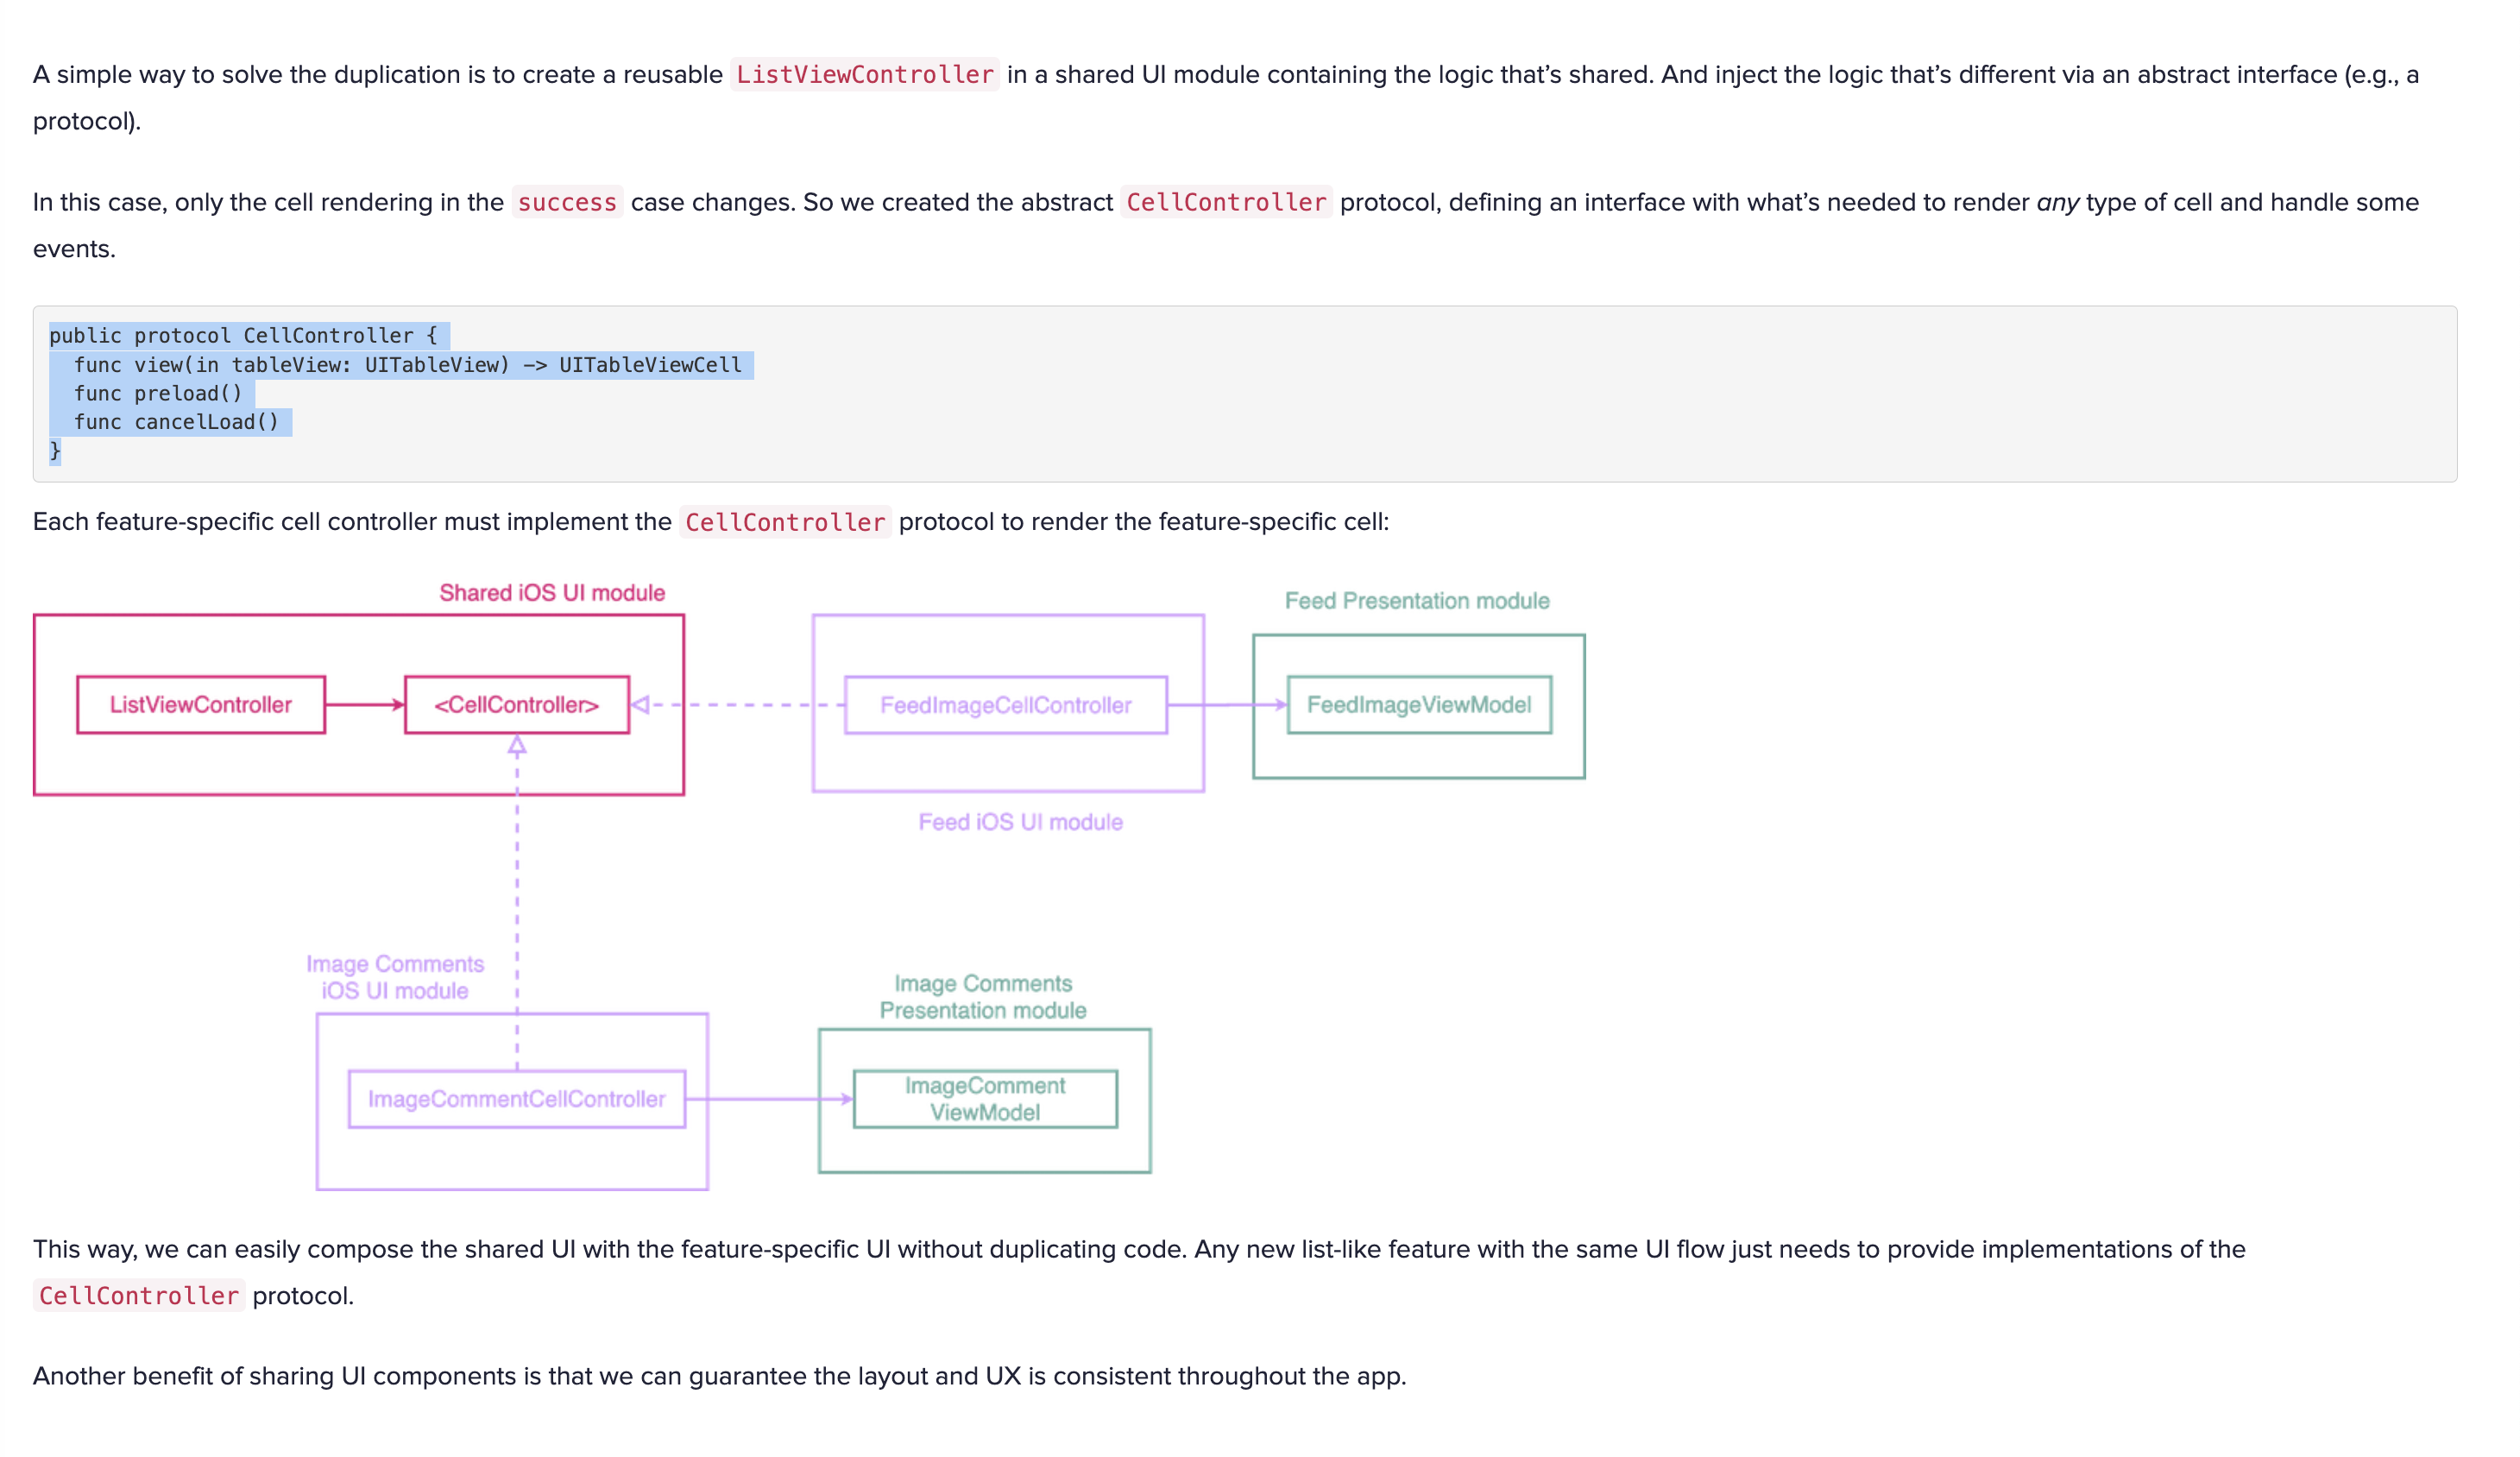 A simple way to solve the duplication is to create a reusable ListViewController in a shared UI module containing the logic that’s shared. And inject the logic that’s different via an abstract interface (e.g., a
protocol).
In this case, only the cell rendering in the success case changes. So we created the abstract CellController protocol, defining an interface with what’s needed to render any type of cell and handle some
events.
public protocol CellController {
  func view(in tableView: UITableView) -> UITableViewCell
  func preload()
  func cancelLoad()
}
Each feature-specific cell controller must implement the CellController protocol to render the feature-specific cell:
Shared iOS UI module
Feed Presentation module
ListViewController
<CellController>
FeedImageCellController
FeedImageViewModel
Feed iOS UI module
Image Comments
iOS UI module
Image Comments
Presentation module
ImageCommentCellController
ImageComment
ViewModel
This way, we can easily compose the shared UI with the feature-specific UI without duplicating code. Any new list-like feature with the same UI flow just needs to provide implementations of the
CellController protocol.
Another benefit of sharing UI components is that we can guarantee the layout and UX is consistent throughout the app.